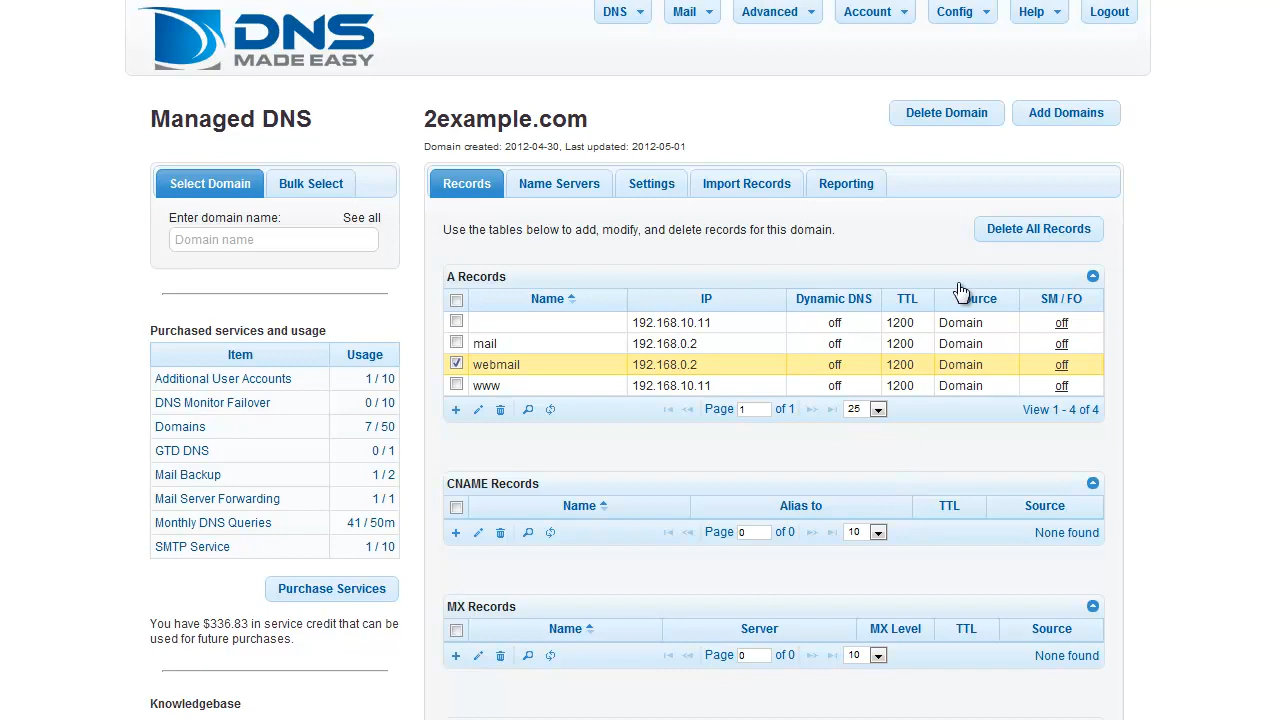 DNS Mail Advanced Account Config Help Logout
DNS
MADE EASY
Managed DNS
2example.com
Delete Domain Add Domains
Domain created: 2012-04-30, Last updated: 2012-05-01
Select Domain Bulk Select
Enter domain name: See all
Domain name
Records Name Servers Settings Import Records Reporting
Use the tables below to add, modify, and delete records for this domain.
Delete All Records
Purchased services and usage
Item Usage
Additional User Accounts 1 / 10
DNS Monitor Failover 0 / 10
Domains 7 / 50
GTD DNS 0 / 1
Mail Backup 1 / 2
Mail Server Forwarding 1 / 1
Monthly DNS Queries 41 / 50m
SMTP Service 1 / 10
Purchase Services
You have $336.83 in service credit that can be
used for future purchases.
Knowledgebase
A Records
Name IP Dynamic DNS TTL SM / FO
192.168.10.11 off 1200 Domain off
mail 192.168.0.2 off 1200 Domain off
webmail 192.168.0.2 off 1200 Domain off
www 192.168.10.11 off 1200 Domain off
Page 1 of 1 25 View 1 - 4 of 4
CNAME Records
Name Alias to TTL Source
Page 0 of 0 10 None found
MX Records
Name Server MX Level TTL Source
Page 0 of 0 10 None found